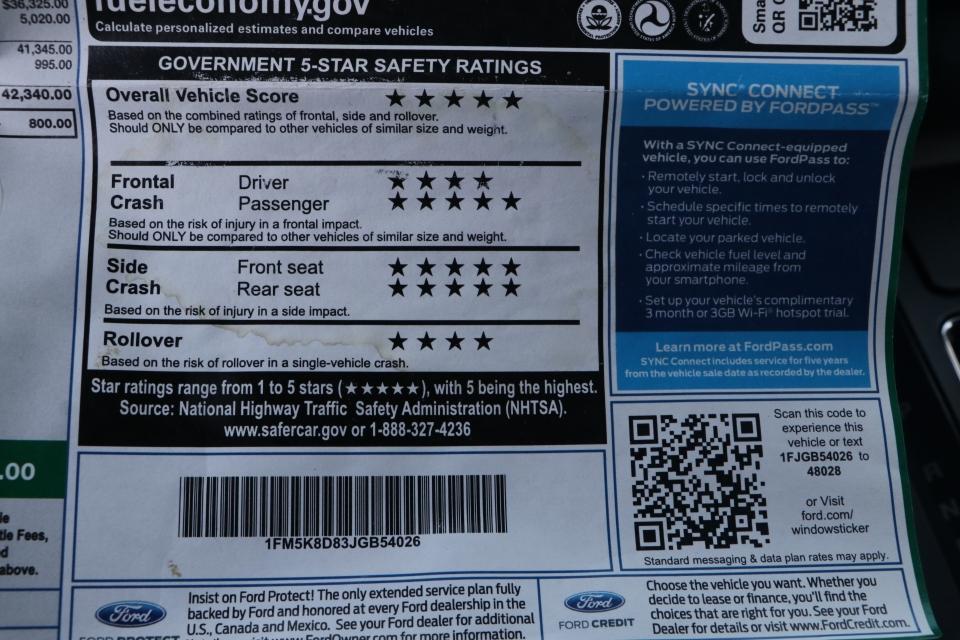 $36,325.00
5,020.00
41,345.00
995.00
42,340.00
800.00
fueleconomy.gov
Calculate personalized estimates and compare vehicles
GOVERNMENT 5-STAR SAFETY RATINGS
Overall Vehicle Score ★★★★★
Based on the combined ratings of frontal, side and rollover.
Should ONLY be compared to other vehicles of similar size and weight.
Frontal Driver ★★★★
Crash Passenger ★★★★★
Based on the risk of injury in a frontal impact.
Should ONLY be compared to other vehicles of similar size and weight.
Side Front seat ★★★★★
Crash Rear seat ★★★★★
Based on the risk of injury in a side impact.
Rollover ★★★★
Based on the risk of rollover in a single-vehicle crash.
Star ratings range from 1 to 5 stars (★★★★★), with 5 being the highest.
Source: National Highway Traffic Safety Administration (NHTSA).
www.safercar.gov or 1-888-327-4236
SYNC® CONNECT
POWERED BY FORDPASS™
With a SYNC Connect-equipped
vehicle, you can use FordPass to:
· Remotely start, lock and unlock
your vehicle.
· Schedule specific times to remotely
start your vehicle.
· Locate your parked vehicle.
· Check vehicle fuel level and
approximate mileage from
your smartphone.
· Set up your vehicle's complimentary
3 month or 3GB Wi-Fi® hotspot trial.
Learn more at FordPass.com
SYNC Connect includes service for five years
from the vehicle sale date as recorded by the dealer.
Scan this code to
experience this
vehicle or text
1FJGB54026 to
48028
or Visit
ford.com/
windowsticker
Standard messaging & data plan rates may apply.
1FM5K8D83JGB54026
.00
tle Fees,
above.
Ford
FORD PROTECT
Insist on Ford Protect! The only extended service plan fully
backed by Ford and honored at every Ford dealership in the
U.S., Canada and Mexico. See your Ford dealer for additional
visit www.FordOwner.com for more information.
Ford
FORD CREDIT
Choose the vehicle you want. Whether you
decide to lease or finance, you'll find the
choices that are right for you. See your Ford
Dealer for details or visit www.FordCredit.com.